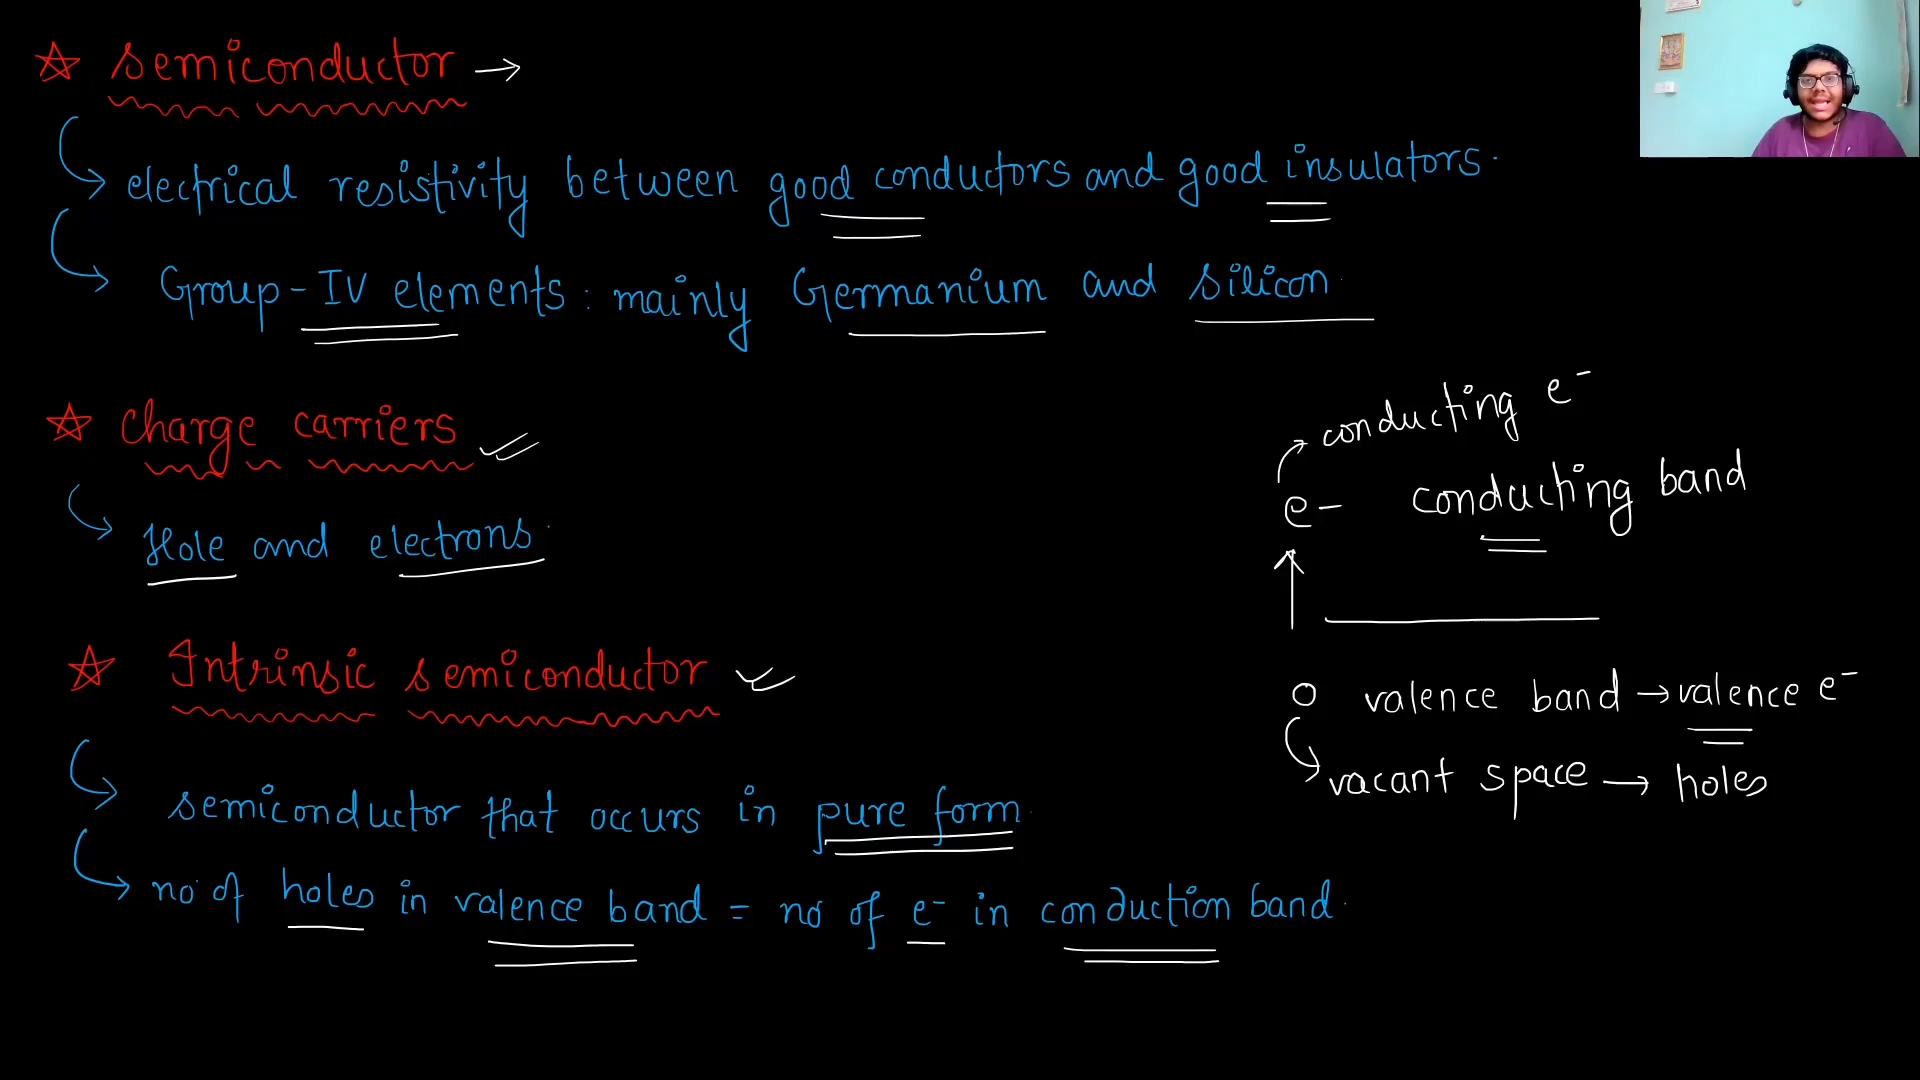 ☆ semiconductor →
electrical resistivity between good conductors and good insulators.
Group-IV elements: mainly Germanium and silicon.
☆ Charge carriers
Hole and electrons.
☆ Intrinsic semiconductor
semiconductor that occurs in pure form.
no of holes in valence band = no of e⁻ in conduction band.
conducting e⁻
e- conducting band
valence band → valence e⁻
vacant space → holes